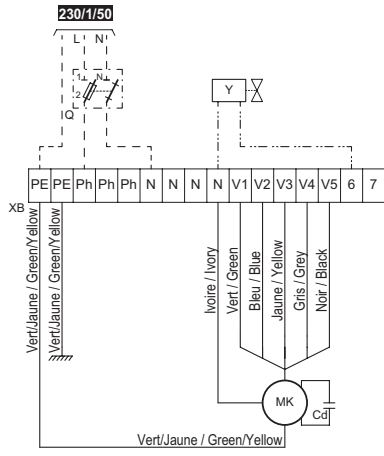 230/1/50
L N
1 N
2
Q
Y
PE PE Ph Ph Ph N N N N V1 V2 V3 V4 V5 6 7
XB
Vert/Jaune / Green/Yellow
Vert/Jaune / Green/Yellow
Ivoire / Ivory
Vert / Green
Bleu / Blue
Jaune / Yellow
Gris / Grey
Noir / Black
MK
Cd
Vert/Jaune / Green/Yellow